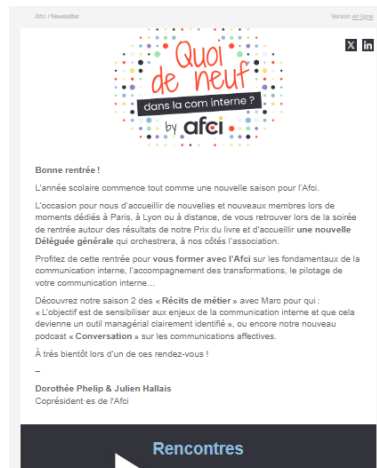 Afci / Newsletter
Version en ligne
Quoi
de neuf
dans la com interne ?
by afci
X in
Bonne rentrée !
L'année scolaire commence tout comme une nouvelle saison pour l'Afci.
L'occasion pour nous d'accueillir de nouvelles et nouveaux membres lors de
moments dédiés à Paris, à Lyon ou à distance, de vous retrouver lors de la soirée
de rentrée autour des résultats de notre Prix du livre et d'accueillir une nouvelle
Déléguée générale qui orchestrera, à nos côtés l'association.
Profitez de cette rentrée pour vous former avec l'Afci sur les fondamentaux de la
communication interne, l'accompagnement des transformations, le pilotage de
votre communication interne…
Découvrez notre saison 2 des « Récits de métier » avec Marc pour qui :
« L'objectif est de sensibiliser aux enjeux de la communication interne et que cela
devienne un outil managérial clairement identifié », ou encore notre nouveau
podcast « Conversation » sur les communications affectives.
À très bientôt lors d'un de ces rendez-vous !
–
Dorothée Phelip & Julien Hallais
Coprésident·es de l'Afci
Rencontres